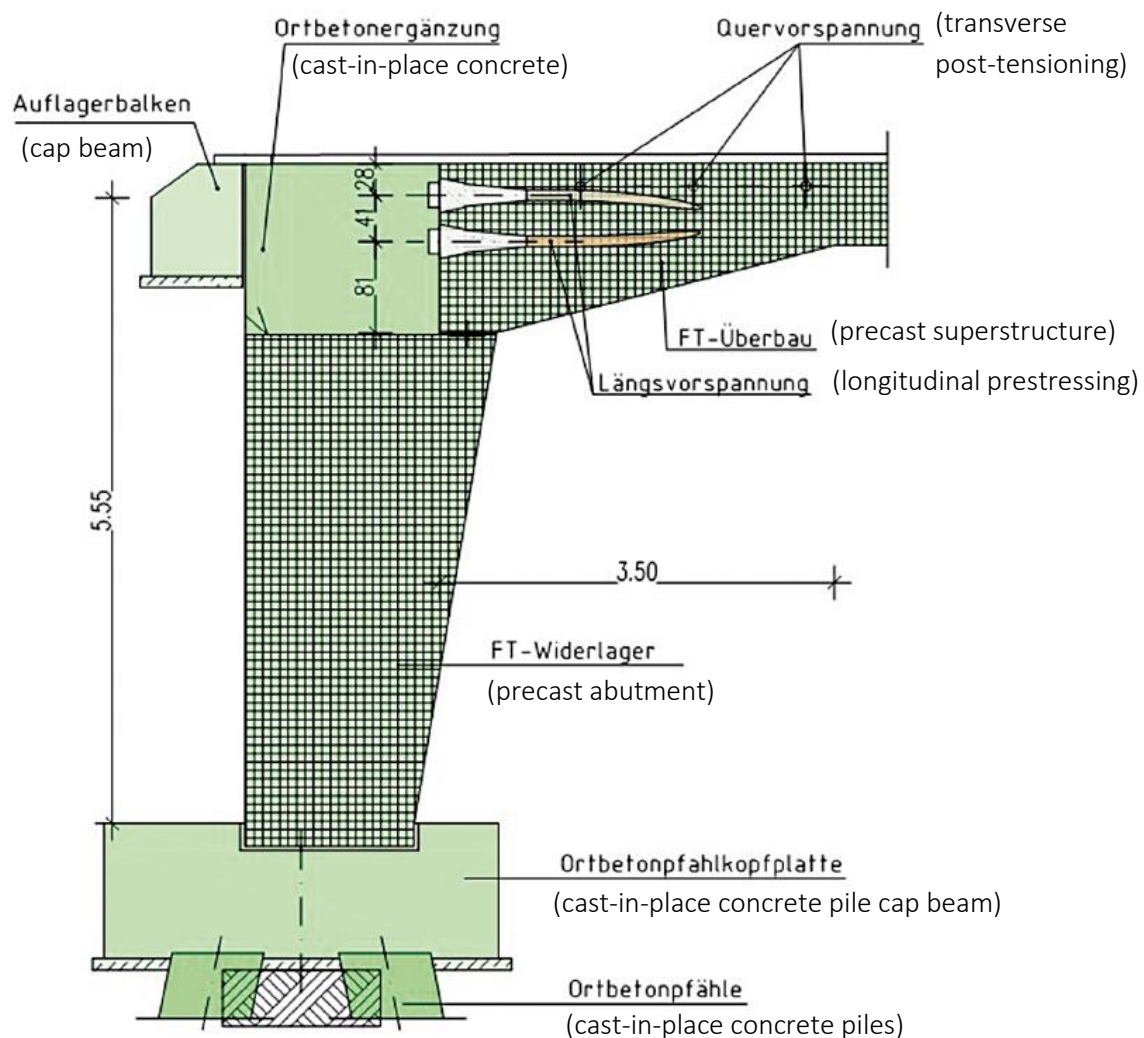 Ortbetonergänzung
(cast-in-place concrete)
Quervorspannung
(transverse
post-tensioning)
Auflagerbalken
(cap beam)
28
41
81
FT-Überbau
(precast superstructure)
Längsvorspannung
(longitudinal prestressing)
5.55
3.50
FT-Widerlager
(precast abutment)
Ortbetonpfahlkopfplatte
(cast-in-place concrete pile cap beam)
Ortbetonpfähle
(cast-in-place concrete piles)